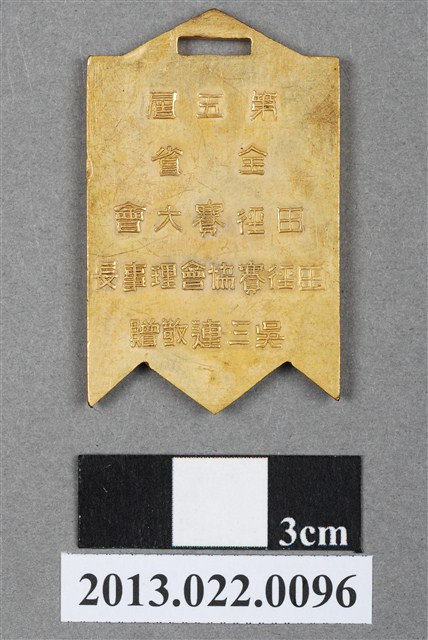 第五屆
全省
田徑賽大會
田徑賽協會理事長
吳三連敬贈
3cm
2013.022.0096